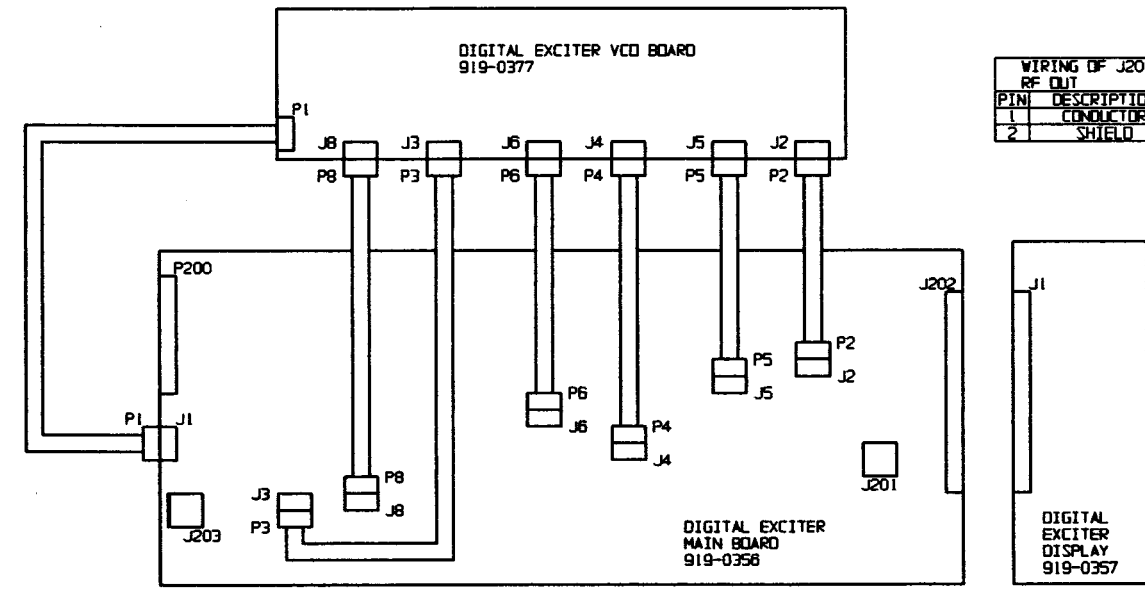 DIGITAL EXCITER VCO BOARD
919-0377
WIRING OF J20
RF OUT
PIN DESCRIPTIO
1 CONDUCTOR
2 SHIELD
P1
J8 J3 J6 J4 J5 J2
P8 P3 P6 P4 P5 P2
P200
J202
J1
P2
J2
P5
J5
P6
J6
P1 J1
P4
J4
P8
J8
J3
P3
J203
J201
DIGITAL EXCITER
MAIN BOARD
919-0356
DIGITAL
EXCITER
DISPLAY
919-0357